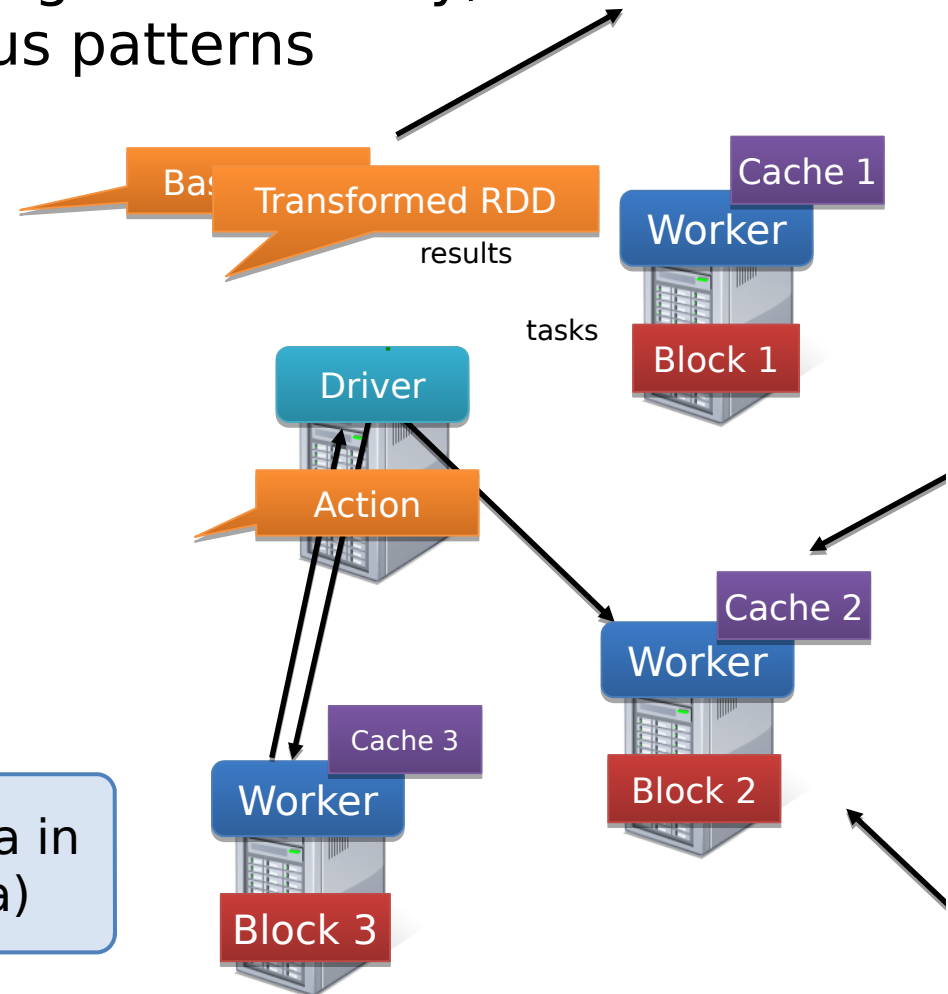 us patterns
Cache 1
Transformed RDD
Worker
results
tasks
Block 1
Driver
Action
Cache 2
Worker
Cache 3
Block 2
Worker
a in
a)
Block 3